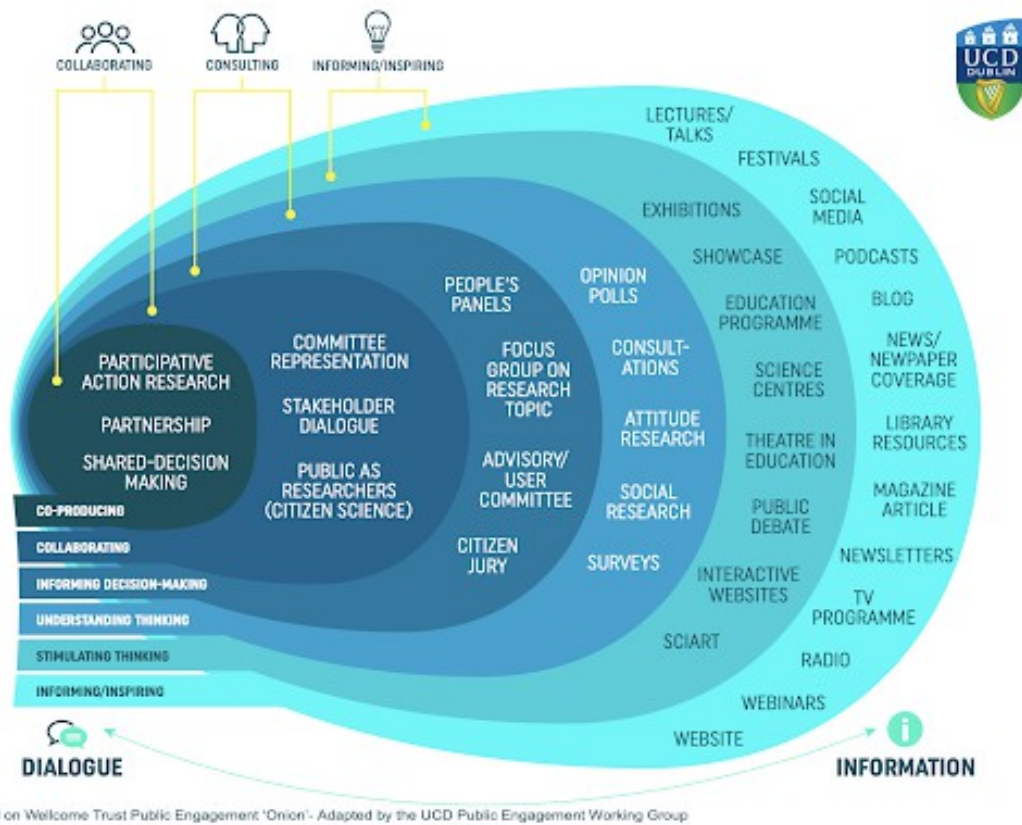 COLLABORATING
CONSULTING
INFORMING/INSPIRING
UCD
DUBLIN
LECTURES/
TALKS
FESTIVALS
SOCIAL
MEDIA
EXHIBITIONS
SHOWCASE
PODCASTS
EDUCATION
PROGRAMME
BLOG
NEWS/
NEWPAPER
COVERAGE
SCIENCE
CENTRES
LIBRARY
RESOURCES
THEATRE IN
EDUCATION
MAGAZINE
ARTICLE
PUBLIC
DEBATE
NEWSLETTERS
INTERACTIVE
WEBSITES
TV
PROGRAMME
SCIART
RADIO
WEBINARS
WEBSITE
OPINION
POLLS
CONSULT-
ATIONS
ATTITUDE
RESEARCH
SOCIAL
RESEARCH
SURVEYS
PEOPLE'S
PANELS
FOCUS
GROUP ON
RESEARCH
TOPIC
ADVISORY/
USER
COMMITTEE
CITIZEN
JURY
COMMITTEE
REPRESENTATION
STAKEHOLDER
DIALOGUE
PUBLIC AS
RESEARCHERS
(CITIZEN SCIENCE)
PARTICIPATIVE
ACTION RESEARCH
PARTNERSHIP
SHARED-DECISION
MAKING
CO-PRODUCING
COLLABORATING
INFORMING DECISION-MAKING
UNDERSTANDING THINKING
STIMULATING THINKING
INFORMING/INSPIRING
DIALOGUE
INFORMATION
on Wellcome Trust Public Engagement 'Onion'- Adapted by the UCD Public Engagement Working Group